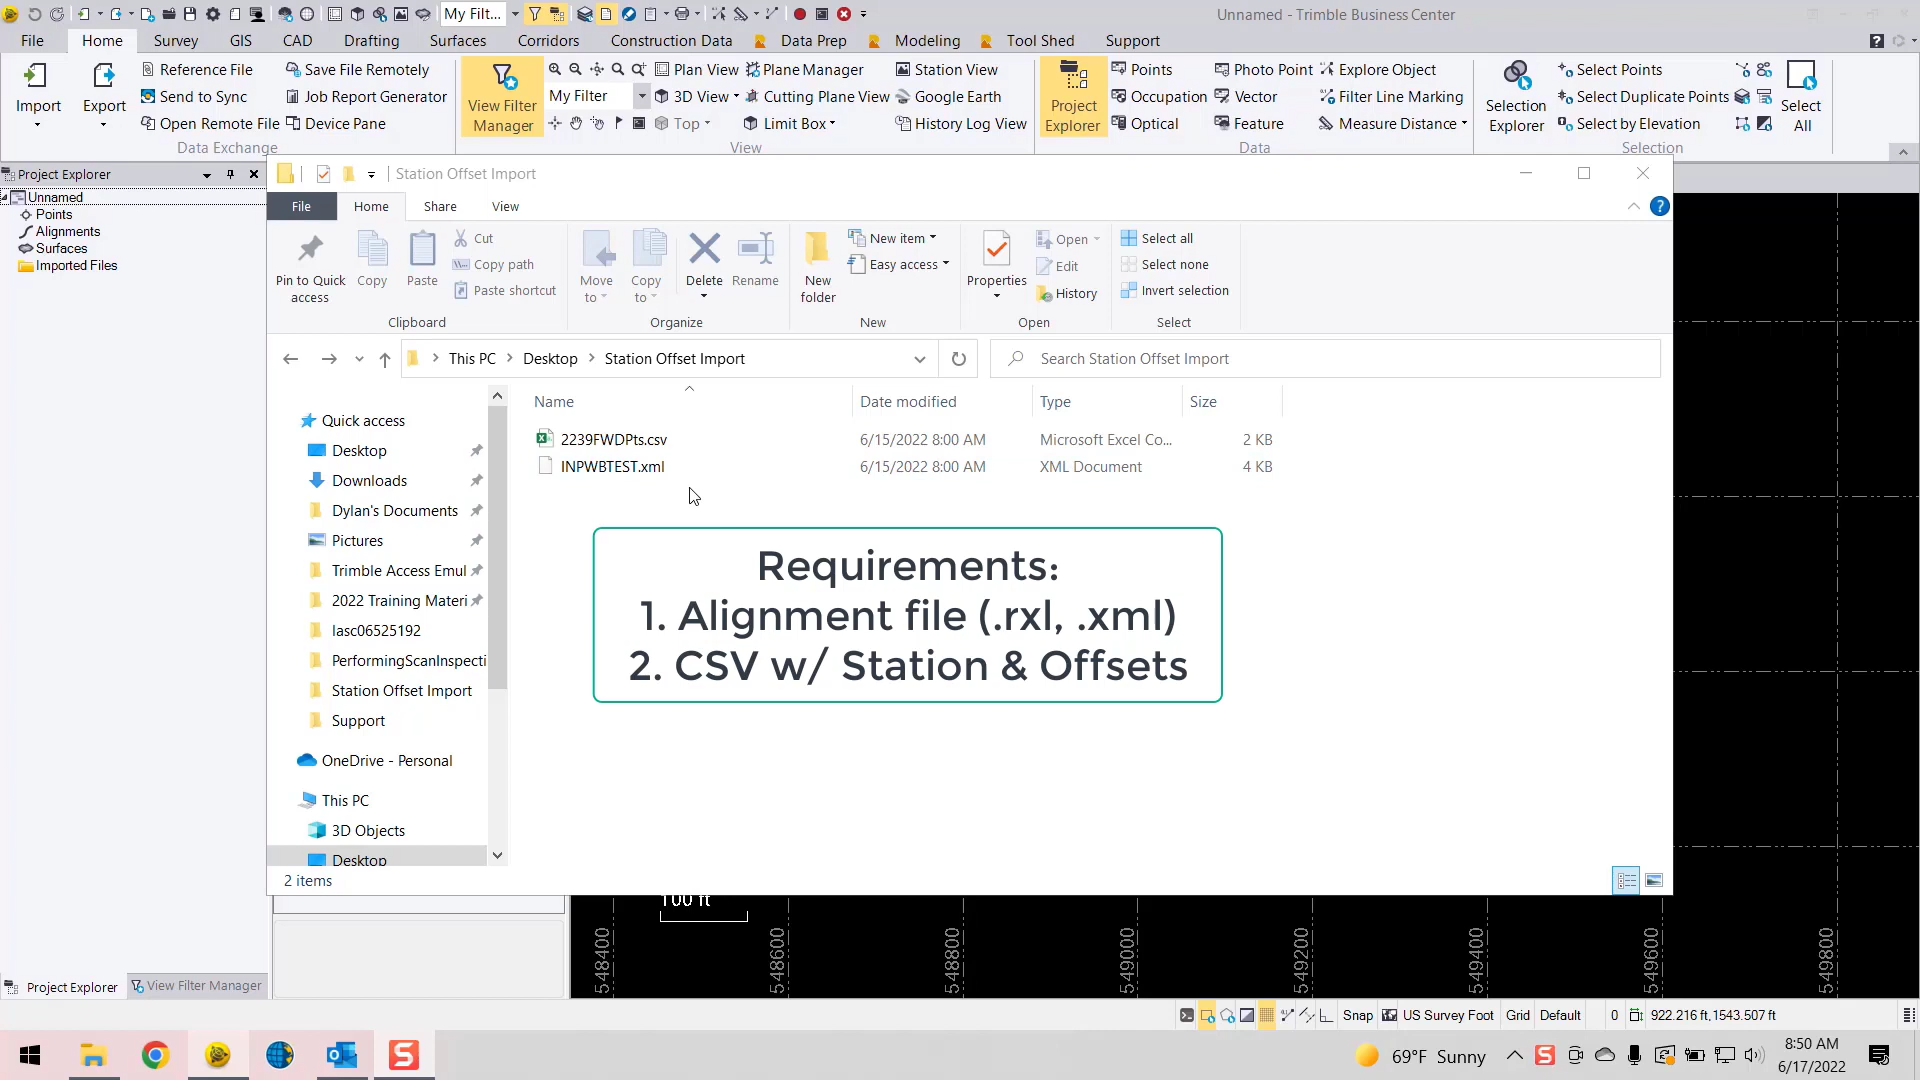 My Filt...
Unnamed - Trimble Business Center
File Home Survey GIS CAD Drafting Surfaces Corridors Construction Data Data Prep Modeling Tool Shed Support
Import
Export
Reference File
Send to Sync
Open Remote File
Save File Remotely
Job Report Generator
Device Pane
Data Exchange
View Filter
Manager
My Filter
Plan View
3D View
Top
Plane Manager
Cutting Plane View
Limit Box
Station View
Google Earth
History Log View
View
Project
Explorer
Points
Occupation
Optical
Photo Point
Vector
Feature
Explore Object
Filter Line Marking
Measure Distance
Data
Selection
Explorer
Select Points
Select Duplicate Points
Select by Elevation
Select
All
Selection
Project Explorer
Unnamed
Points
Alignments
Surfaces
Imported Files
Station Offset Import
File Home Share View
Pin to Quick
access
Copy
Paste
Cut
Copy path
Paste shortcut
Clipboard
Move
to
Copy
to
Delete
Rename
Organize
New
folder
New item
Easy access
New
Properties
Open
Edit
History
Open
Select all
Select none
Invert selection
Select
This PC > Desktop > Station Offset Import
Search Station Offset Import
Name Date modified Type Size
2239FWDPts.csv 6/15/2022 8:00 AM Microsoft Excel Co... 2 KB
INPWBTEST.xml 6/15/2022 8:00 AM XML Document 4 KB
Quick access
Desktop
Downloads
Dylan's Documents
Pictures
Trimble Access Emul
2022 Training Materi
lasc06525192
PerformingScanInspecti
Station Offset Import
Support
OneDrive - Personal
This PC
3D Objects
Desktop
2 items
Requirements:
1. Alignment file (.rxl, .xml)
2. CSV w/ Station & Offsets
100 ft
548400 548600 548800 549000 549200 549400 549600 549800
Project Explorer View Filter Manager
Snap US Survey Foot Grid Default 0 922.216 ft,1543.507 ft
69°F Sunny
8:50 AM
6/17/2022